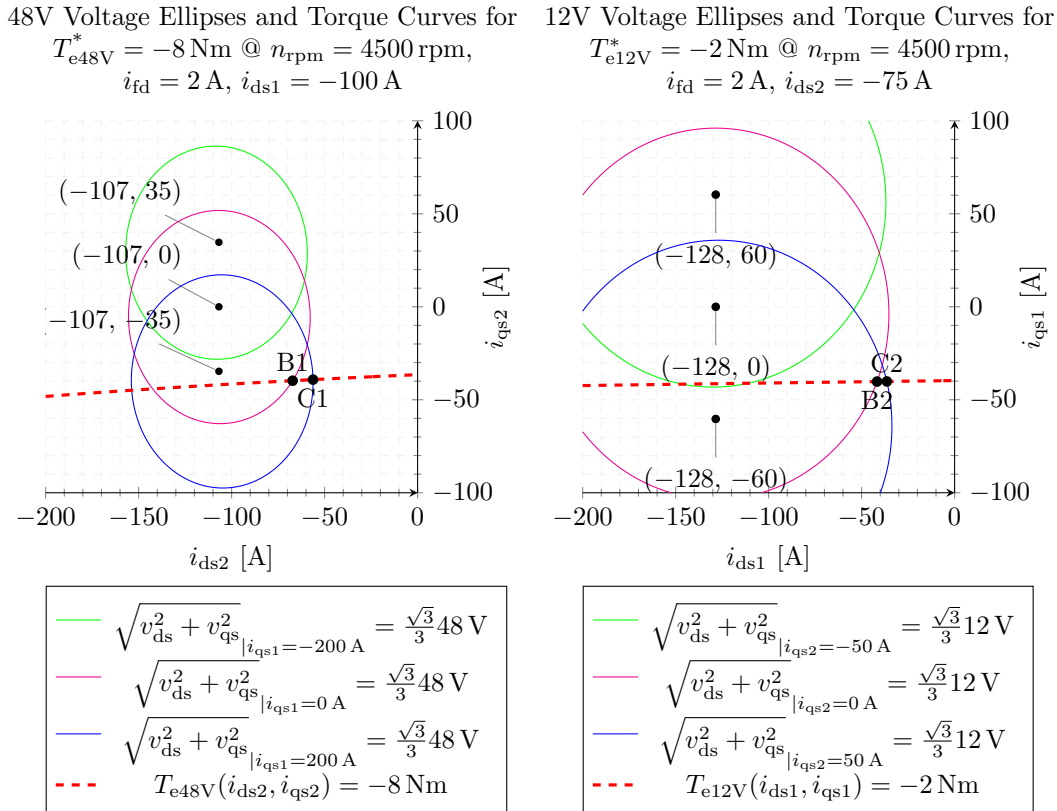 48V Voltage Ellipses and Torque Curves for
T*e48V = −8 Nm @ nrpm = 4500 rpm,
ifd = 2 A, ids1 = −100 A
100
50
0
−50
−100
iqs2 [A]
(−107, 35)
(−107, 0)
−107, −35)
B1
C1
−200
−150
−100
−50
0
ids2 [A]
√v²ds + v²qs |iqs1=−200 A = √3/3 48 V
√v²ds + v²qs |iqs1=0 A = √3/3 48 V
√v²ds + v²qs |iqs1=200 A = √3/3 48 V
Te48V(ids2, iqs2) = −8 Nm
12V Voltage Ellipses and Torque Curves for
T*e12V = −2 Nm @ nrpm = 4500 rpm,
ifd = 2 A, ids2 = −75 A
100
50
0
−50
−100
iqs1 [A]
(−128, 60)
(−128, 0)
(−128, −60)
C2
B2
−200
−150
−100
−50
0
ids1 [A]
√v²ds + v²qs |iqs2=−50 A = √3/3 12 V
√v²ds + v²qs |iqs2=0 A = √3/3 12 V
√v²ds + v²qs |iqs2=50 A = √3/3 12 V
Te12V(ids1, iqs1) = −2 Nm